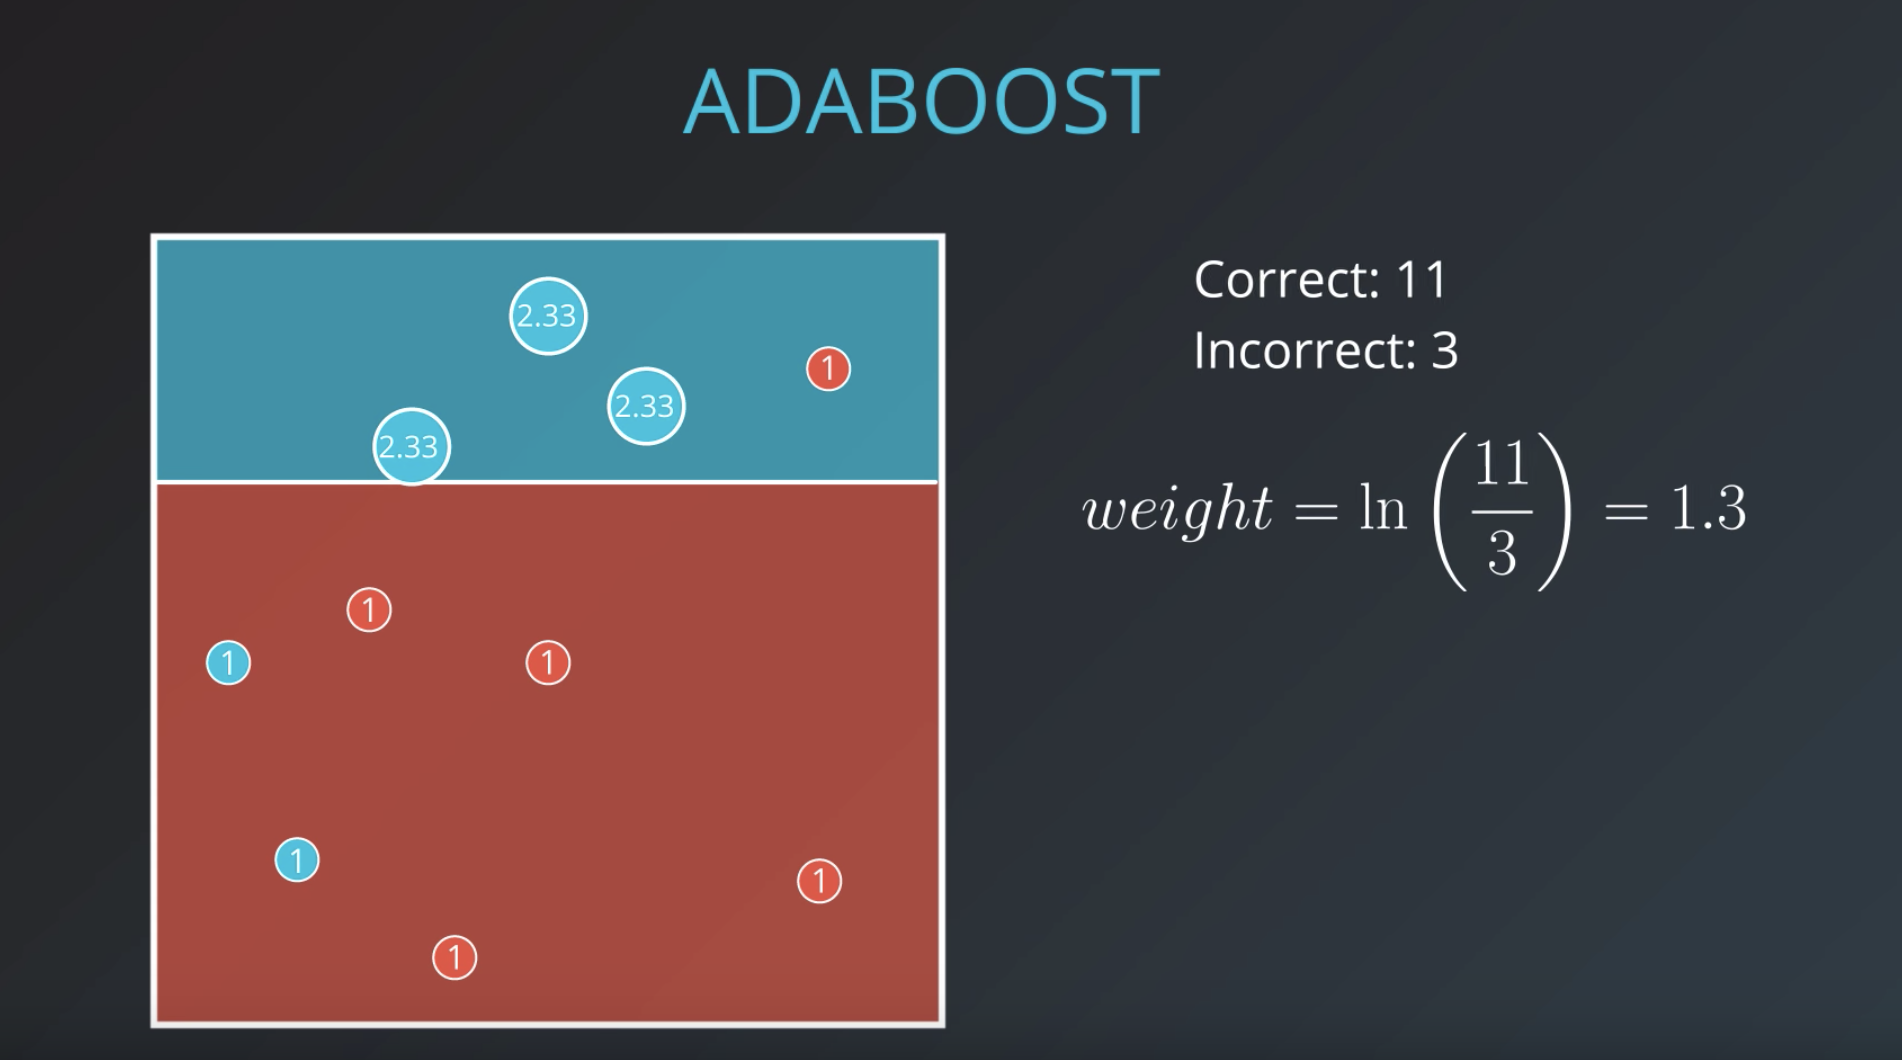 ADABOOST
Correct: 11
Incorrect: 3
weight = ln(11/3) = 1.3
2.33
1
2.33
2.33
1
1
1
1
1
1